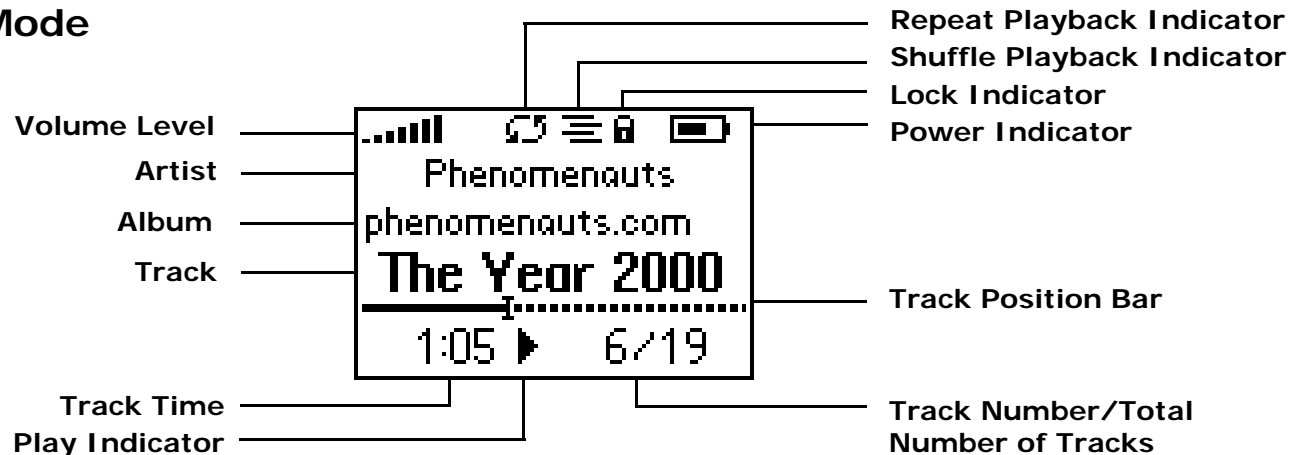 Mode
Repeat Playback Indicator
Shuffle Playback Indicator
Lock Indicator
Power Indicator
Volume Level
Artist
Album
Track
Phenomenauts
phenomenauts.com
The Year 2000
1:05 6/19
Track Position Bar
Track Time
Play Indicator
Track Number/Total
Number of Tracks